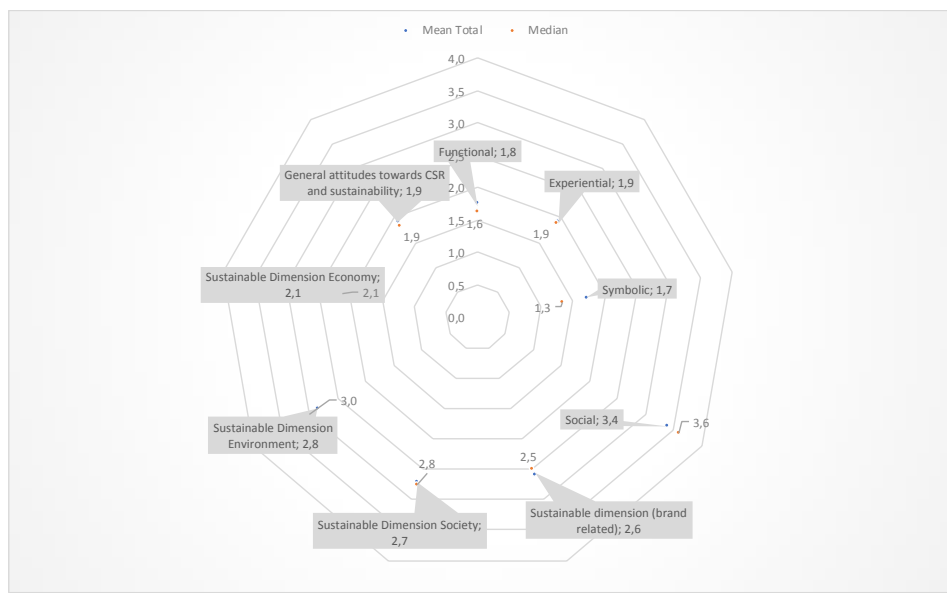 Mean Total Median
4,0
3,5
3,0
2,5
2,0
1,5
1,0
0,5
0,0
Functional; 1,8
1,6
General attitudes towards CSR
and sustainability; 1,9
1,9
Experiential; 1,9
1,9
Sustainable Dimension Economy;
2,1
2,1
Symbolic; 1,7
1,3
3,0
Sustainable Dimension
Environment; 2,8
Social; 3,4
3,6
2,8
Sustainable Dimension Society;
2,7
2,5
Sustainable dimension (brand
related); 2,6